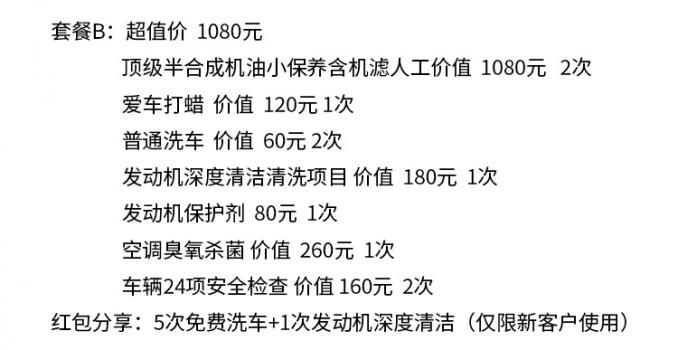 套餐B：超值价 1080元
顶级半合成机油小保养含机滤人工价值 1080元 2次
爱车打蜡 价值 120元 1次
普通洗车 价值 60元 2次
发动机深度清洁清洗项目 价值 180元 1次
发动机保护剂 80元 1次
空调臭氧杀菌 价值 260元 1次
车辆24项安全检查 价值 160元 2次
红包分享：5次免费洗车+1次发动机深度清洁（仅限新客户使用）